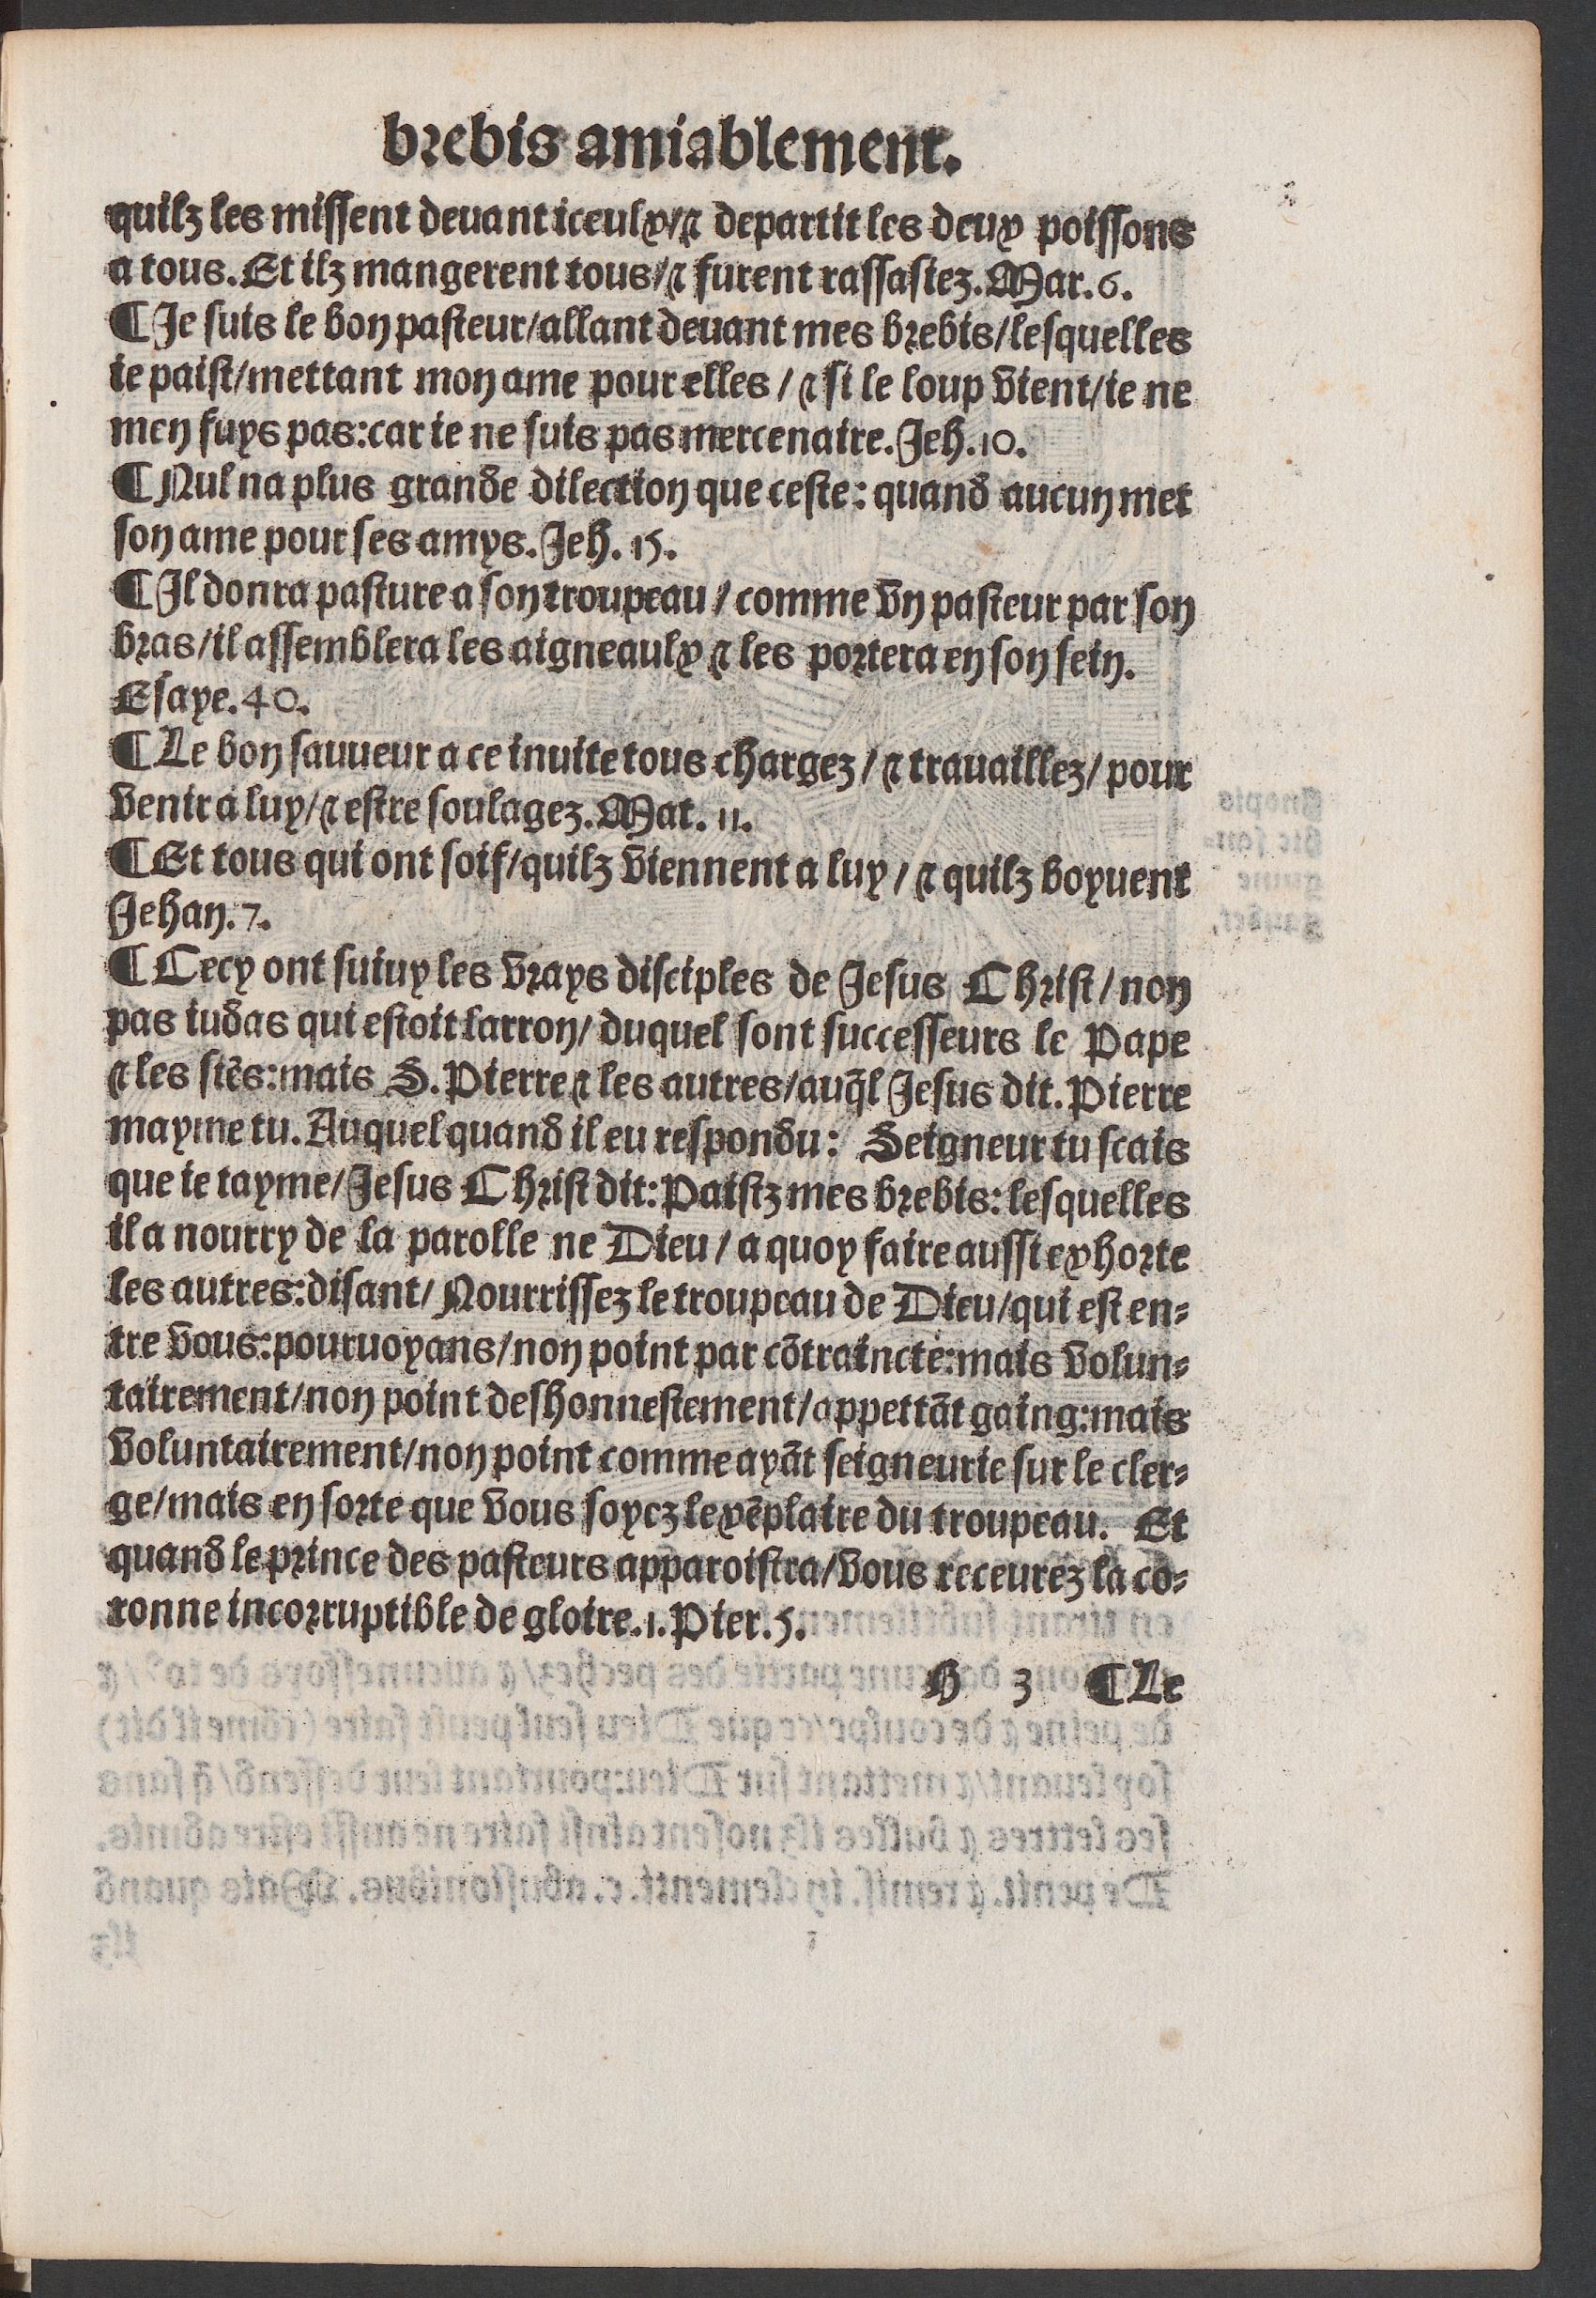 brebis amiablement.
quilz les missent deuant iceulx/⁊ departit les deux poissons
a tous. Et ilz mangerent tous/⁊ furent rassasiez. Mar. 6.
¶ Je suis le bon pasteur/allant deuant mes brebis/lesquelles
ie paist/mettant mon ame pour elles/⁊ si le loup vient/ie ne
men fuys pas: car ie ne suis pas mercenaire. Jeh. 10.
¶ Nul na plus grande dilection que ceste: quand aucun met
son ame pour ses amys. Jeh. 15.
¶ Il donra pasture a son troupeau/comme vn pasteur par son
bras/il assemblera les aigneaulx ⁊ les portera en son sein.
Esaye. 40.
¶ Le bon sauueur a ce inuite tous chargez/⁊ trauaillez/pour
venir a luy/⁊ estre soulagez. Mat. 11.
¶ Et tous qui ont soif/quilz viennent a luy/⁊ quilz boyuent
Jehan. 7.
¶ Cecy ont suiuy les vrays disciples de Jesus Christ/non
pas iudas qui estoit larron/duquel sont successeurs le Pape
⁊ les siēs: mais S. Pierre ⁊ les autres/auq̄l Jesus dit. Pierre
mayme tu. Auquel quand il eu respondu: Seigneur tu scais
que ie tayme/Jesus Christ dit: Paistz mes brebis: lesquelles
il a nourry de la parolle ne Dieu/a quoy faire aussi exhorte
les autres: disant/Nourrissez le troupeau de Dieu/qui est en-
tre vous: pouruoyans/non point par cōtraincte: mais volun-
tairement/non point deshonnestement/appettāt gaing: mais
voluntairement/non point comme ayāt seigneurie sur le cler-
ge/mais en sorte que vous soyez lexēplaire du troupeau. Et
quand le prince des pasteurs apparoistra/vous receurez la co-
ronne incorruptible de gloire. 1. Pier. 5.
H 3 ¶ Le